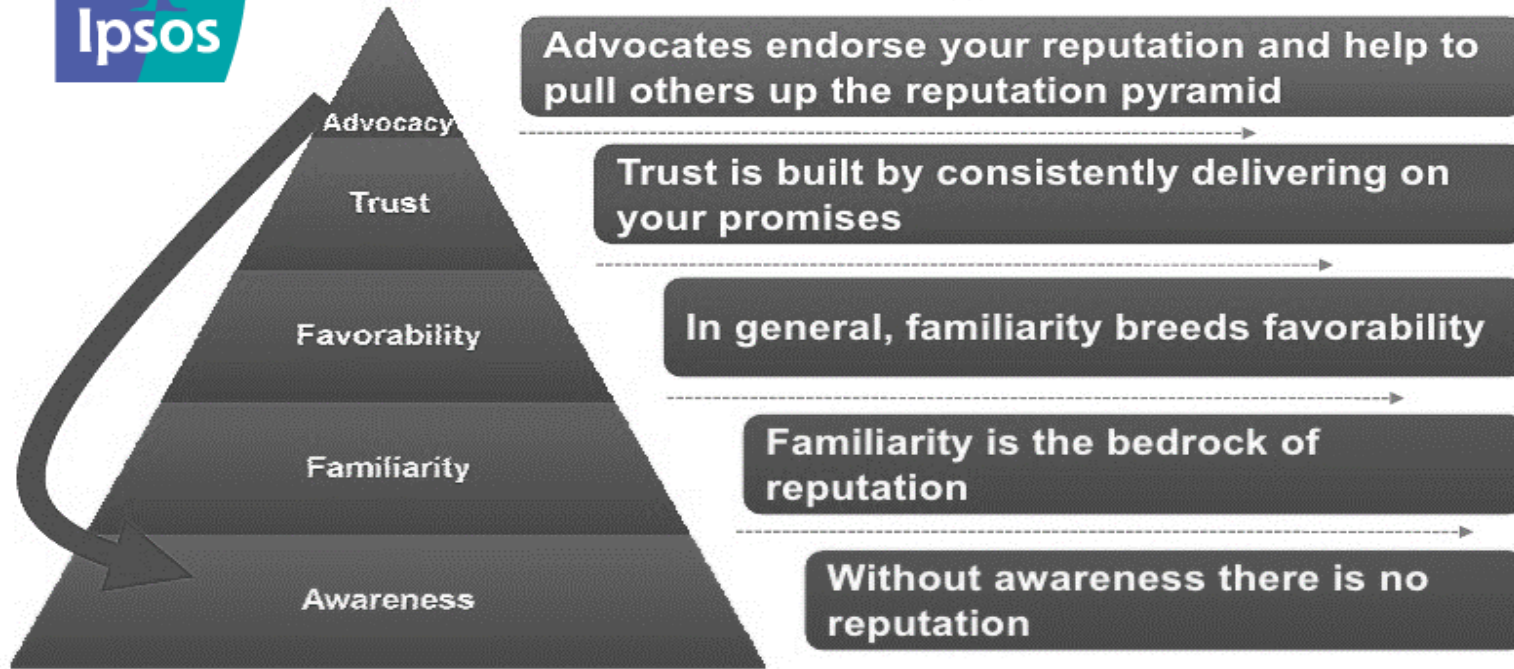 Ipsos
Advocates endorse your reputation and help to
pull others up the reputation pyramid
Advocacy
Trust is built by consistently delivering on
your promises
Trust
In general, familiarity breeds favorability
Favorability
Familiarity is the bedrock of
reputation
Familiarity
Without awareness there is no
reputation
Awareness